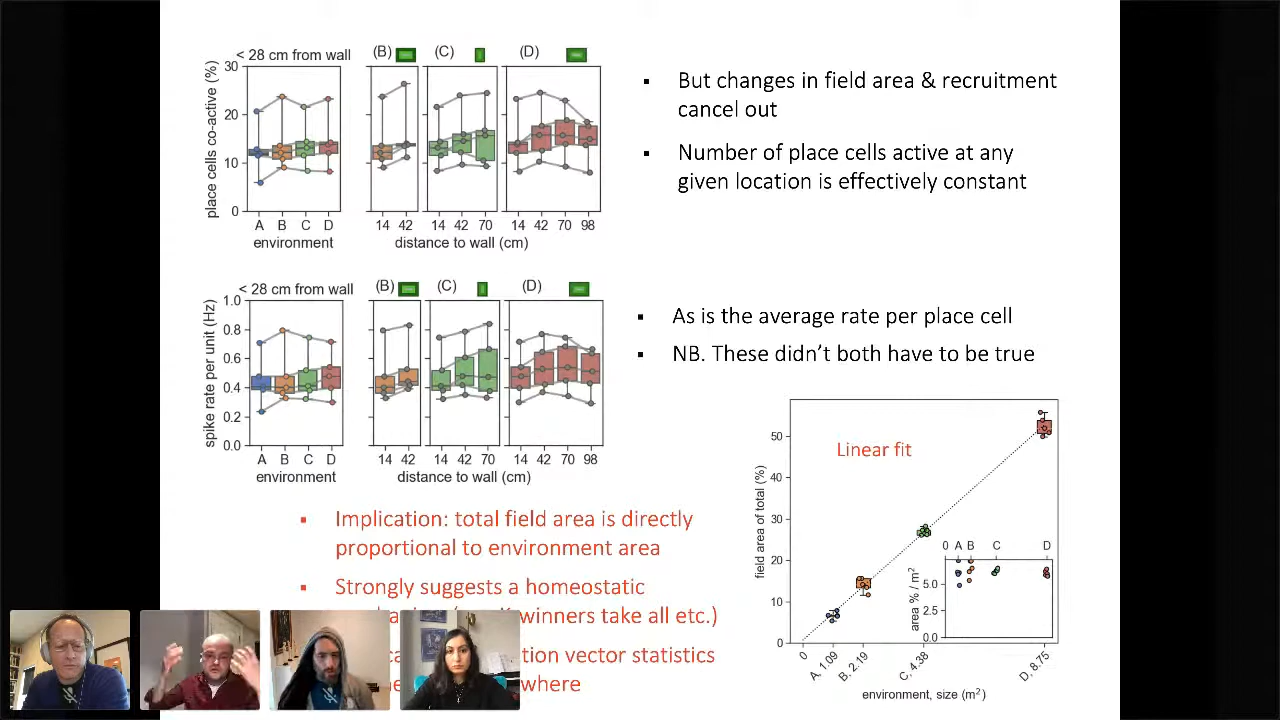 < 28 cm from wall (B) (C) (D)
place cells co-active (%)
30
20
10
0
A B C D 14 42 14 42 70 14 42 70 98
environment distance to wall (cm)
▪ But changes in field area & recruitment
cancel out
▪ Number of place cells active at any
given location is effectively constant
< 28 cm from wall (B) (C) (D)
spike rate per unit (Hz)
1.0
0.8
0.6
0.4
0.2
0.0
A B C D 14 42 14 42 70 14 42 70 98
environment distance to wall (cm)
▪ As is the average rate per place cell
▪ NB. These didn't both have to be true
Linear fit
field area of total (%)
50
40
30
20
10
0
0 A, 1.09 B, 2.19 C, 4.38 D, 8.75
environment, size (m²)
0 A B C D
area % / m²
5.0
2.5
0.0
▪ Implication: total field area is directly
proportional to environment area
▪ Strongly suggests a homeostatic
winners take all etc.)
vector statistics